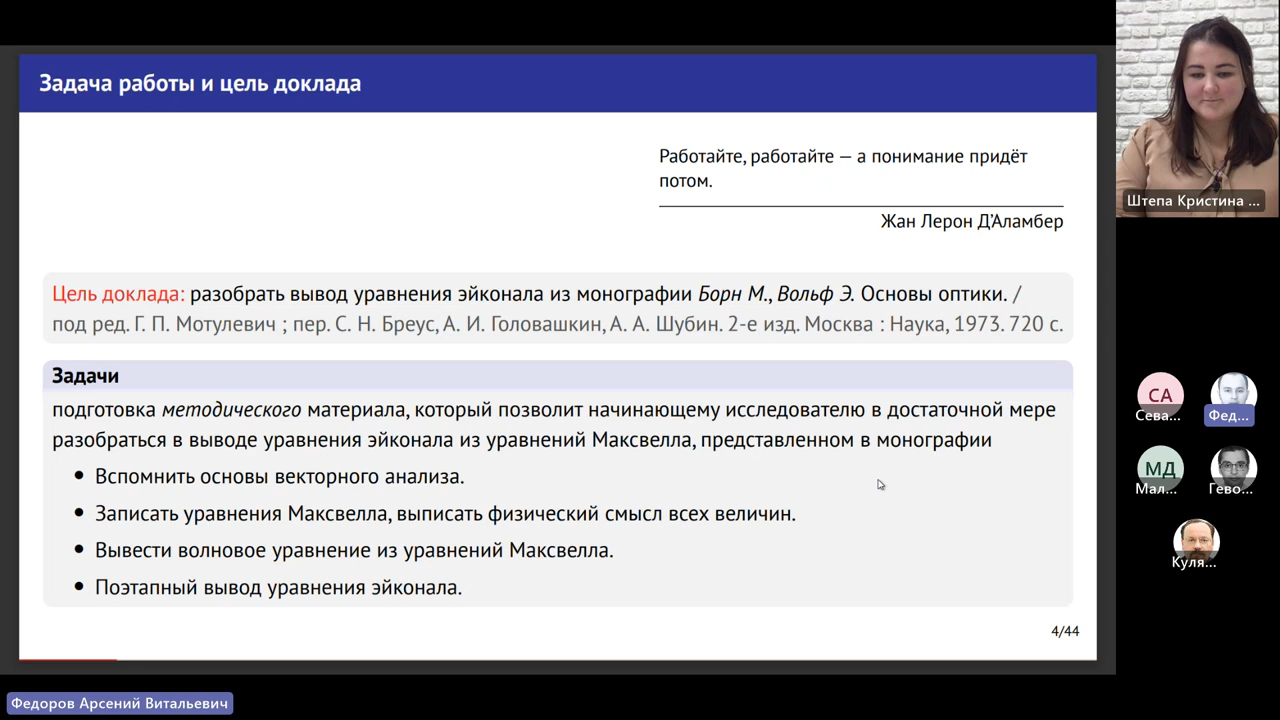 Задача работы и цель доклада
Работайте, работайте — а понимание придёт
потом.
Жан Лерон Д’Аламбер
Цель доклада: разобрать вывод уравнения эйконала из монографии Борн М., Вольф Э. Основы оптики. /
под ред. Г. П. Мотулевич ; пер. С. Н. Бреус, А. И. Головашкин, А. А. Шубин. 2-е изд. Москва : Наука, 1973. 720 с.
Задачи
подготовка методического материала, который позволит начинающему исследователю в достаточной мере
разобраться в выводе уравнения эйконала из уравнений Максвелла, представленном в монографии
• Вспомнить основы векторного анализа.
• Записать уравнения Максвелла, выписать физический смысл всех величин.
• Вывести волновое уравнение из уравнений Максвелла.
• Поэтапный вывод уравнения эйконала.
4/44
Штепа Кристина ...
СА
Сева...
Фед...
МД
Мал...
Гево...
Куля...
Федоров Арсений Витальевич